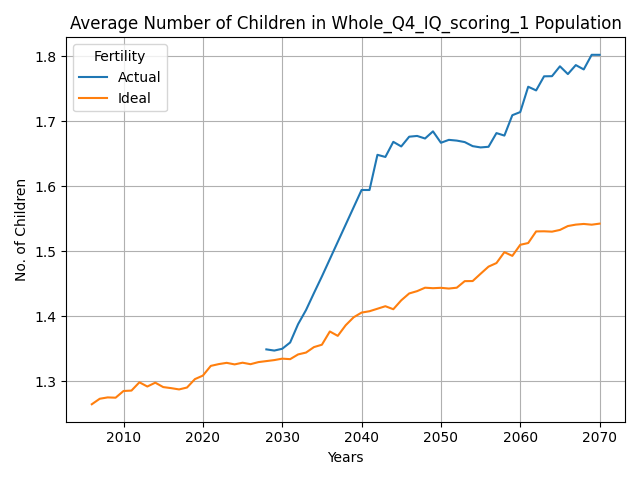 Average Number of Children in Whole_Q4_IQ_scoring_1 Population
Fertility
Actual
Ideal
1.8
1.7
1.6
1.5
1.4
1.3
No. of Children
2010 2020 2030 2040 2050 2060 2070
Years